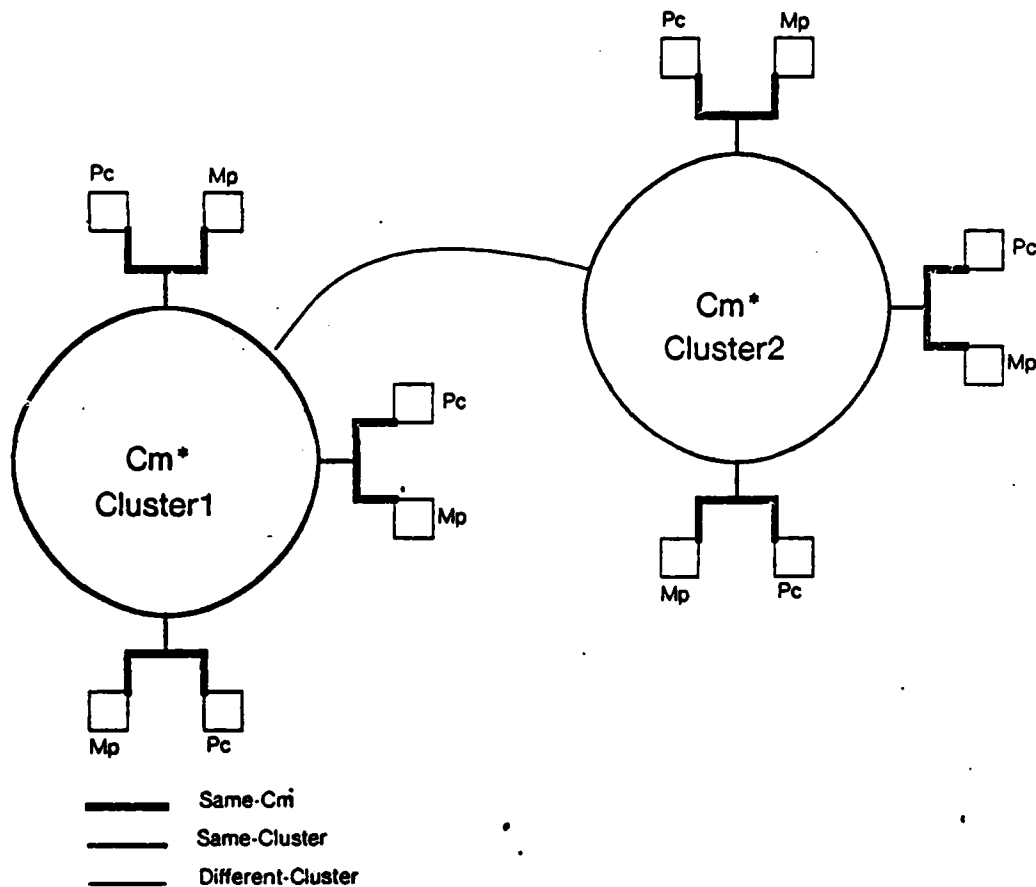 Pc Mp
Pc Mp
Pc
Cm*
Cluster2
Mp
Pc
Cm*
Cluster1
Mp
Mp Pc
Mp Pc
Same-Cm
Same-Cluster
Different-Cluster